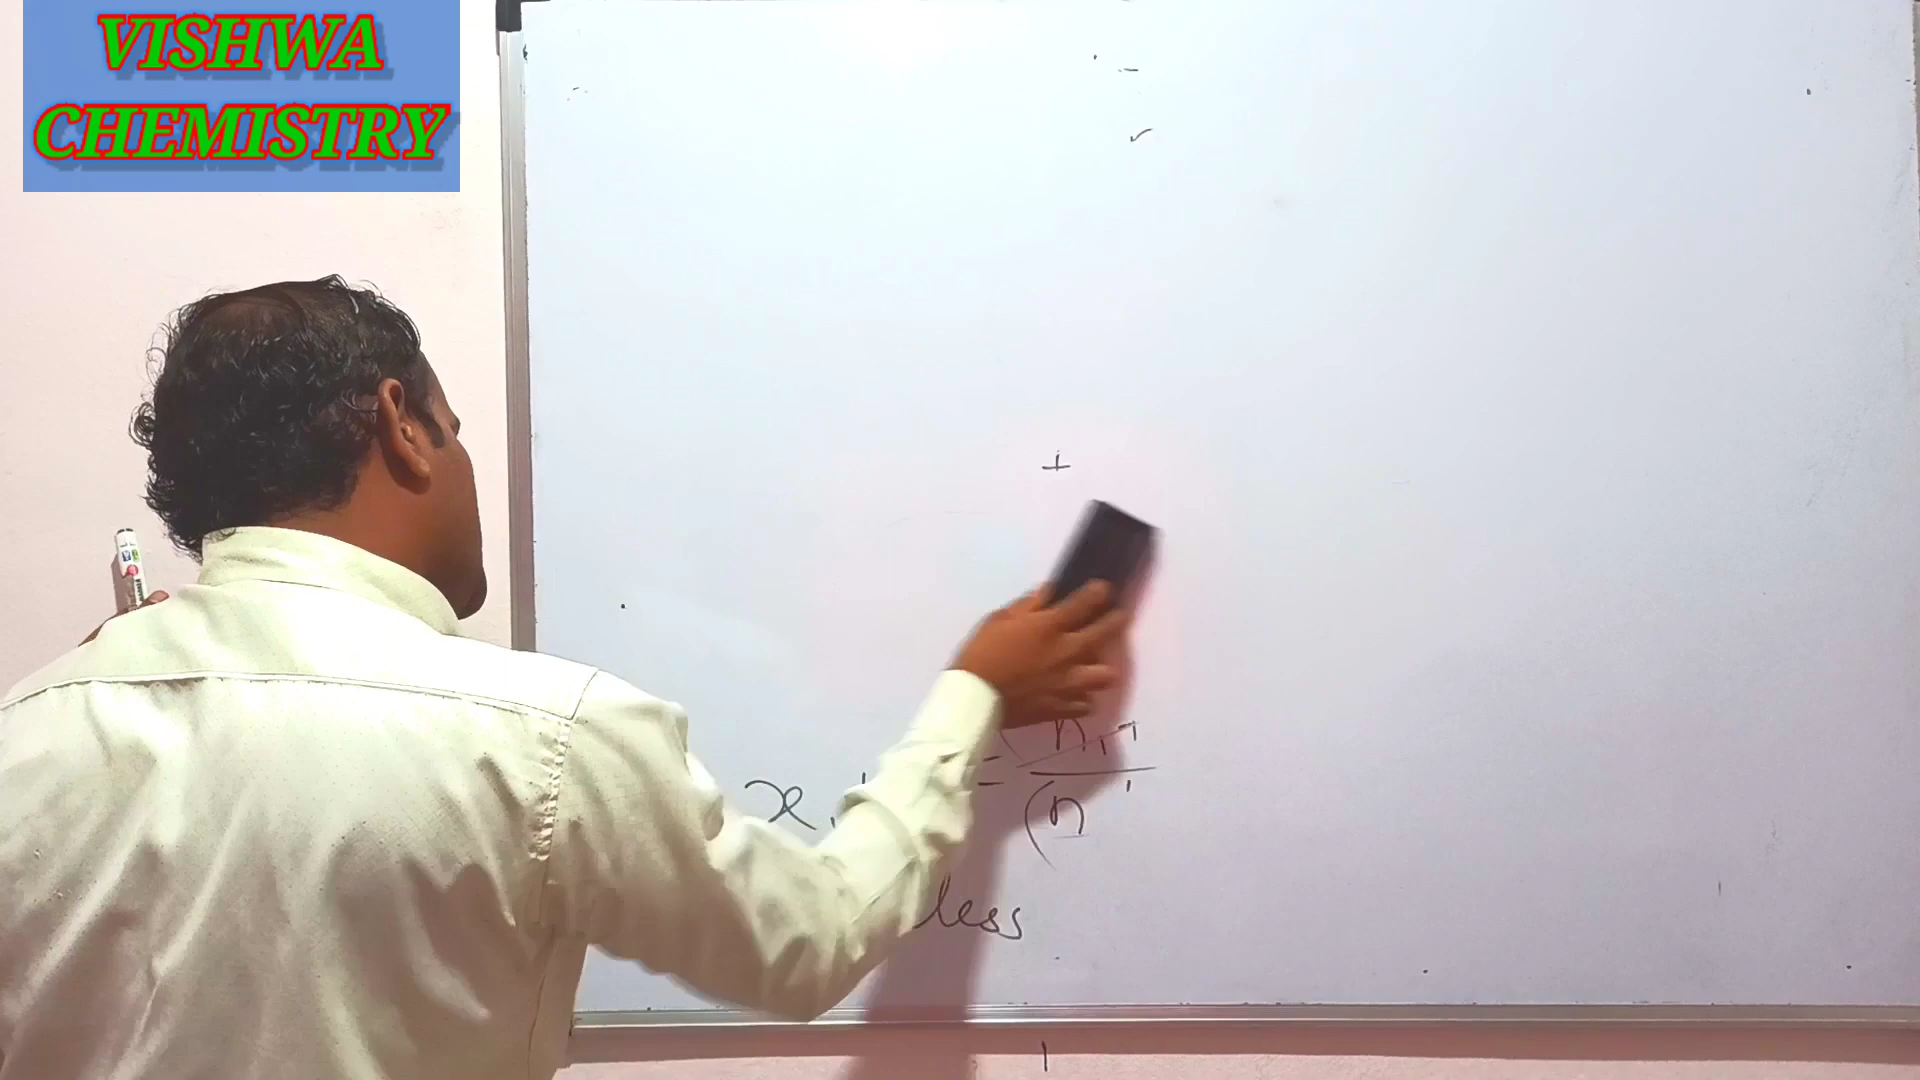 VISHWA
CHEMISTRY
+
x
= (n
(n
less